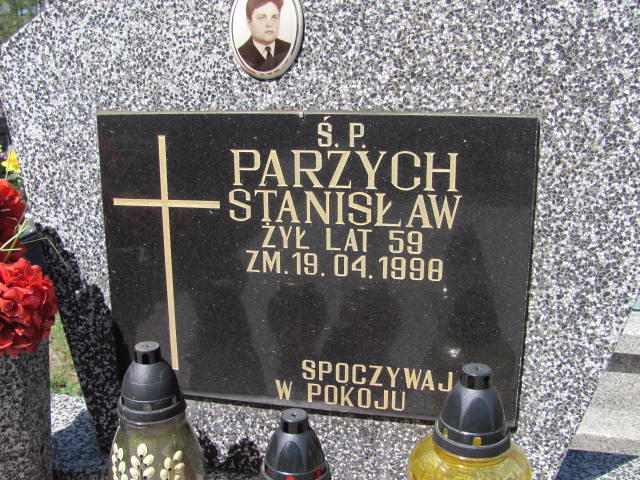 Ś. P.
PARZYCH
STANISŁAW
ŻYŁ LAT 59
ZM. 19. 04. 1998
SPOCZYWAJ
W POKOJU